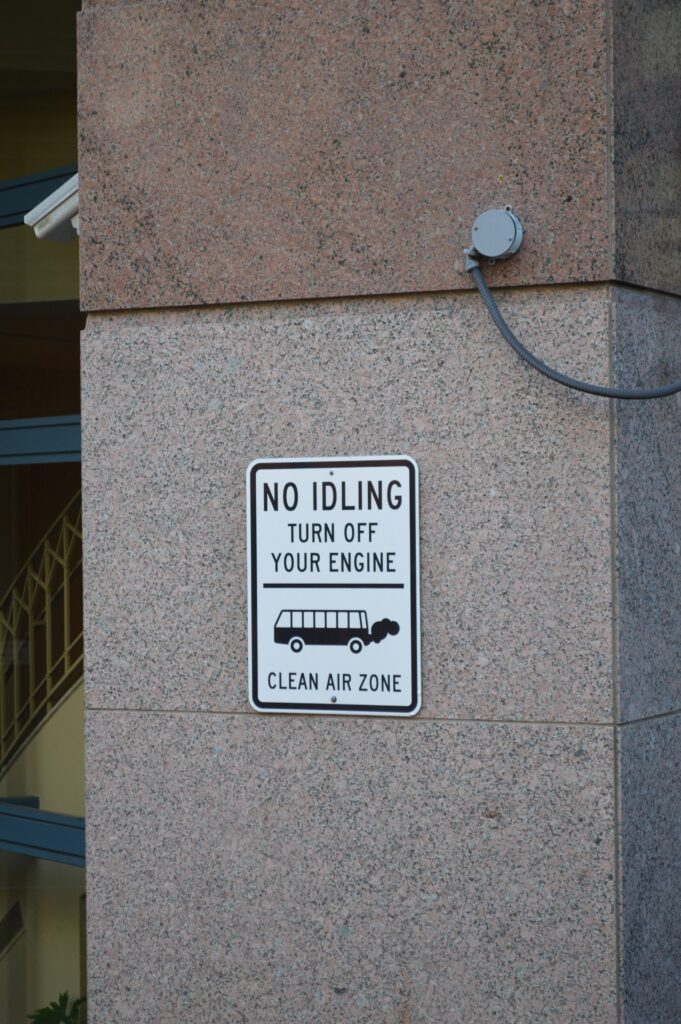 NO IDLING
TURN OFF
YOUR ENGINE
CLEAN AIR ZONE